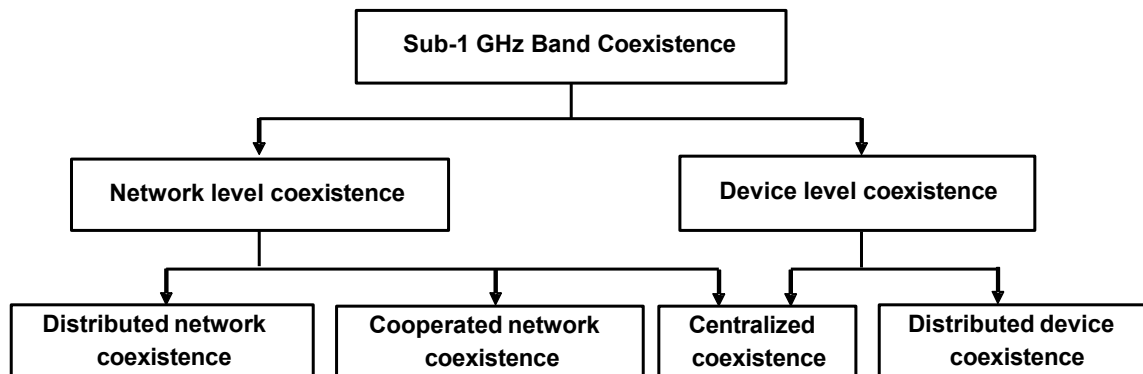 Sub-1 GHz Band Coexistence
Network level coexistence
Device level coexistence
Distributed network
coexistence
Cooperated network
coexistence
Centralized
coexistence
Distributed device
coexistence